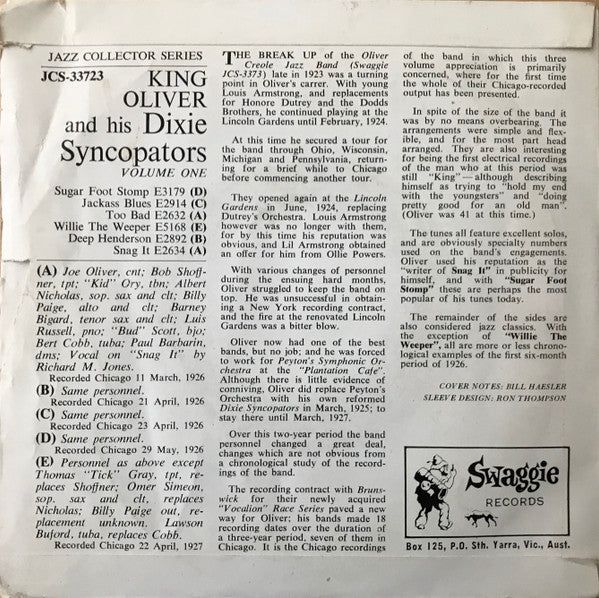 JAZZ COLLECTOR SERIES
JCS-33723
KING
OLIVER
and his Dixie
Syncopators
VOLUME ONE
Sugar Foot Stomp E3179 (D)
Jackass Blues E2914 (C)
Too Bad E2632 (A)
Willie The Weeper E5168 (E)
Deep Henderson E2892 (B)
Snag It E2634 (A)
(A) Joe Oliver, cnt; Bob Shoff-
ner, tpt; "Kid" Ory, tbn; Albert
Nicholas, sop. sax and clt; Billy
Paige, alto and clt; Barney
Bigard, tenor sax and clt; Luis
Russell, pno; "Bud" Scott, bjo;
Bert Cobb, tuba; Paul Barbarin,
dms; Vocal on "Snag It" by
Richard M. Jones.
Recorded Chicago 11 March, 1926
(B) Same personnel.
Recorded Chicago 21 April, 1926
(C) Same personnel.
Recorded Chicago 23 April, 1926
(D) Same personnel.
Recorded Chicago 29 May, 1926
(E) Personnel as above except
Thomas "Tick" Gray, tpt, re-
places Shoffner; Omer Simeon,
sop. sax and clt, replaces
Nicholas; Billy Paige out, re-
placement unknown. Lawson
Buford, tuba, replaces Cobb.
Recorded Chicago 22 April, 1927
THE BREAK UP of the Oliver
Creole Jazz Band (Swaggie
JCS-3373) late in 1923 was a turning
point in Oliver's carrer. With young
Louis Armstrong, and replacements
for Honore Dutrey and the Dodds
Brothers, he continued playing at the
Lincoln Gardens until February, 1924.
At this time he secured a tour for
the band through Ohio, Wisconsin,
Michigan and Pennsylvania, return-
ing for a brief while to Chicago
before commencing another tour.
They opened again at the Lincoln
Gardens in June, 1924, replacing
Dutrey's Orchestra. Louis Armstrong
however was no longer with them,
for by this time his reputation was
obvious, and Lil Armstrong obtained
an offer for him from Ollie Powers.
With various changes of personnel
during the ensuing hard months,
Oliver struggled to keep the band on
top. He was unsuccessful in obtain-
ing a New York recording contract,
and the fire at the renovated Lincoln
Gardens was a bitter blow.
Oliver now had one of the best
bands, but no job; and he was forced
to work for Peyton's Symphonic Or-
chestra at the "Plantation Cafe".
Although there is little evidence of
conniving, Oliver did replace Peyton's
Orchestra with his own reformed
Dixie Syncopators in March, 1925; to
stay there until March, 1927.
Over this two-year period the band
personnel changed a great deal,
changes which are not obvious from
a chronological study of the record-
ings of the band.
The recording contract with Bruns-
wick for their newly acquired
"Vocalion" Race Series paved a new
way for Oliver; his bands made 18
recording dates over the duration of
a three-year period, seven of them in
Chicago. It is the Chicago recordings
of the band in which this three
volume appreciation is primarily
concerned, where for the first time
the whole of their Chicago-recorded
output has been presented.
In spite of the size of the band it
was by no means overbearing. The
arrangements were simple and flex-
ible, and for the most part head
arranged. They are also interesting
for being the first electrical recordings
of the man who at this period was
still "King" — although describing
himself as trying to "hold my end
with the youngsters" and "doing
pretty good for an old man".
(Oliver was 41 at this time.)
The tunes all feature excellent solos,
and are obviously specialty numbers
used on the band's engagements.
Oliver used his reputation as the
"writer of Snag It" in publicity for
himself, and with "Sugar Foot
Stomp" these are perhaps the most
popular of his tunes today.
The remainder of the sides are
also considered jazz classics. With
the exception of "Willie The
Weeper", all are more or less chronol-
ogical examples of the first six-month
period of 1926.
COVER NOTES: BILL HAESLER
SLEEVE DESIGN: RON THOMPSON
Swaggie
RECORDS
Box 125, P.O. Sth. Yarra, Vic., Aust.